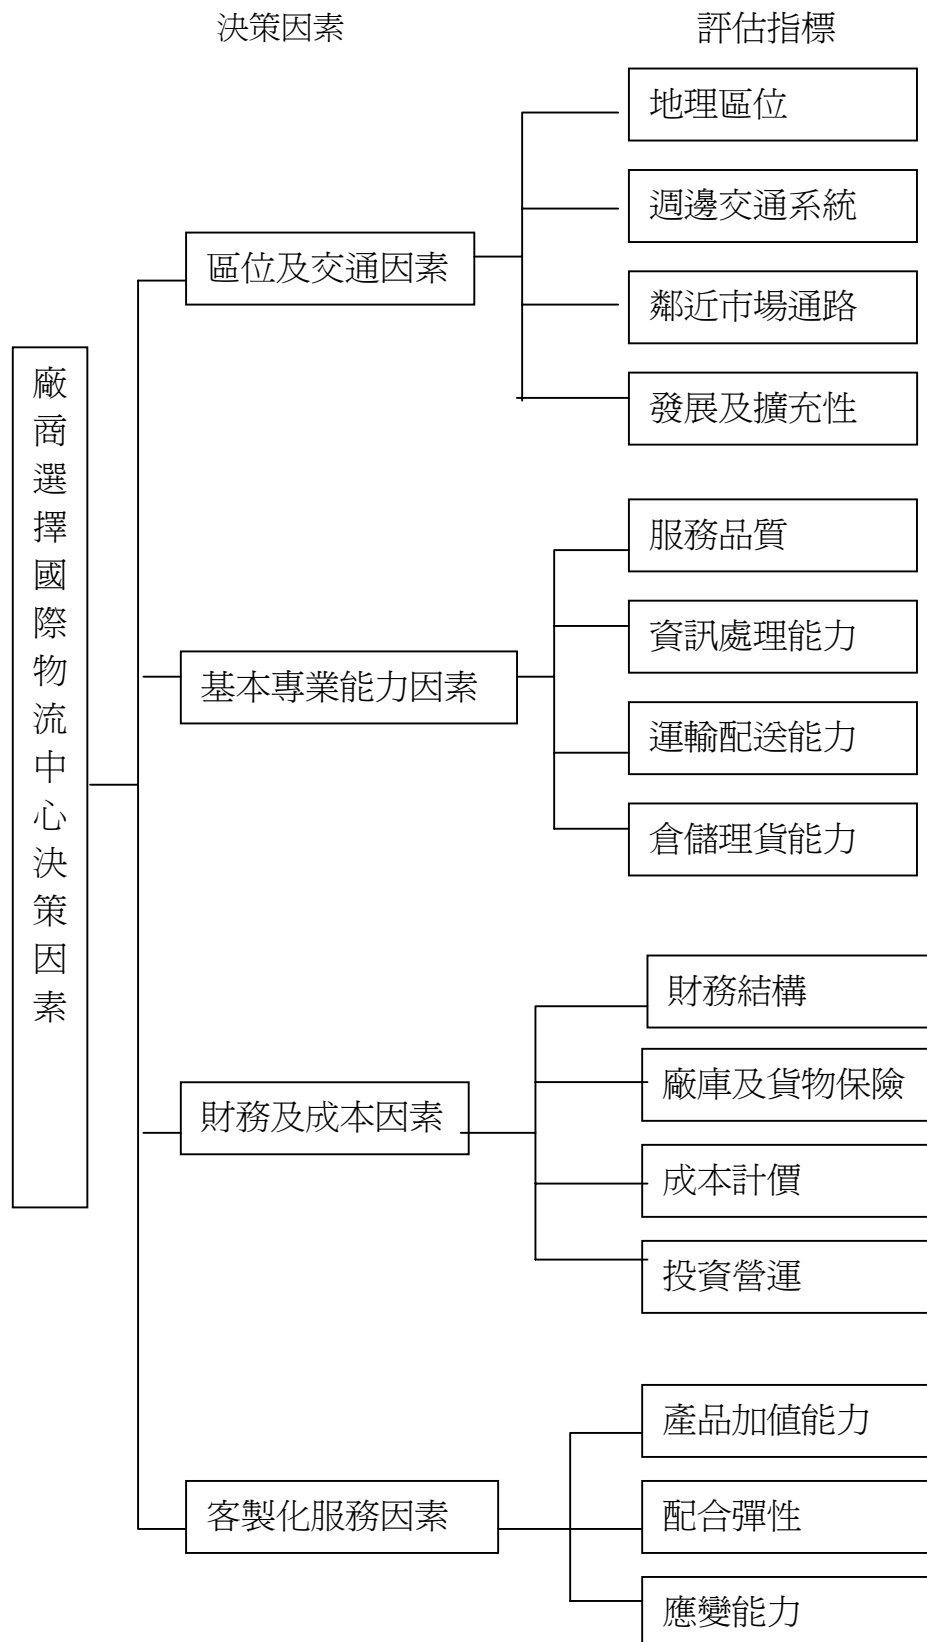 決策因素
評估指標
廠商選擇國際物流中心決策因素
區位及交通因素
地理區位
週邊交通系統
鄰近市場通路
發展及擴充性
基本專業能力因素
服務品質
資訊處理能力
運輸配送能力
倉儲理貨能力
財務及成本因素
財務結構
廠庫及貨物保險
成本計價
投資營運
客製化服務因素
產品加值能力
配合彈性
應變能力